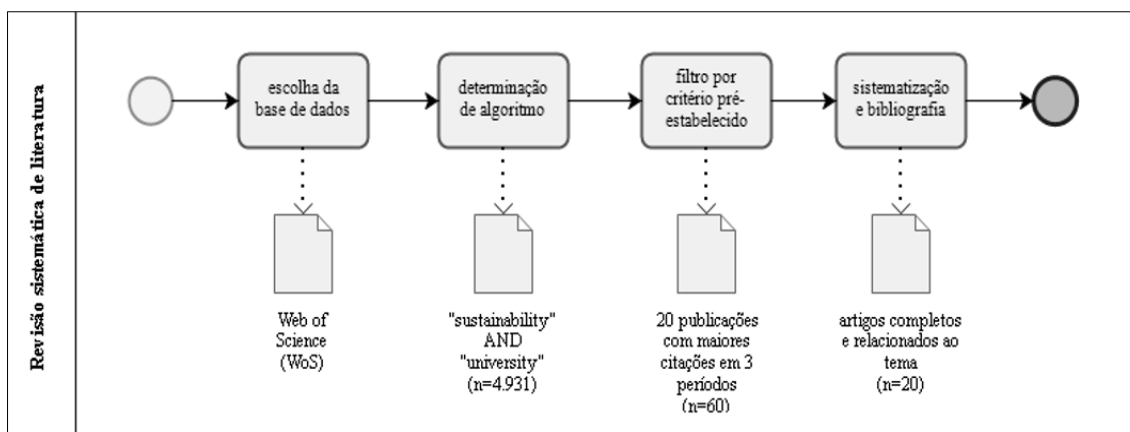 Revisão sistemática de literatura
escolha da
base de dados
determinação
de algoritmo
filtro por
critério pré-
estabelecido
sistematização
e bibliografia
Web of
Science
(WoS)
"sustainability"
AND
"university"
(n=4.931)
20 publicações
com maiores
citações em 3
períodos
(n=60)
artigos completos
e relacionados ao
tema
(n=20)